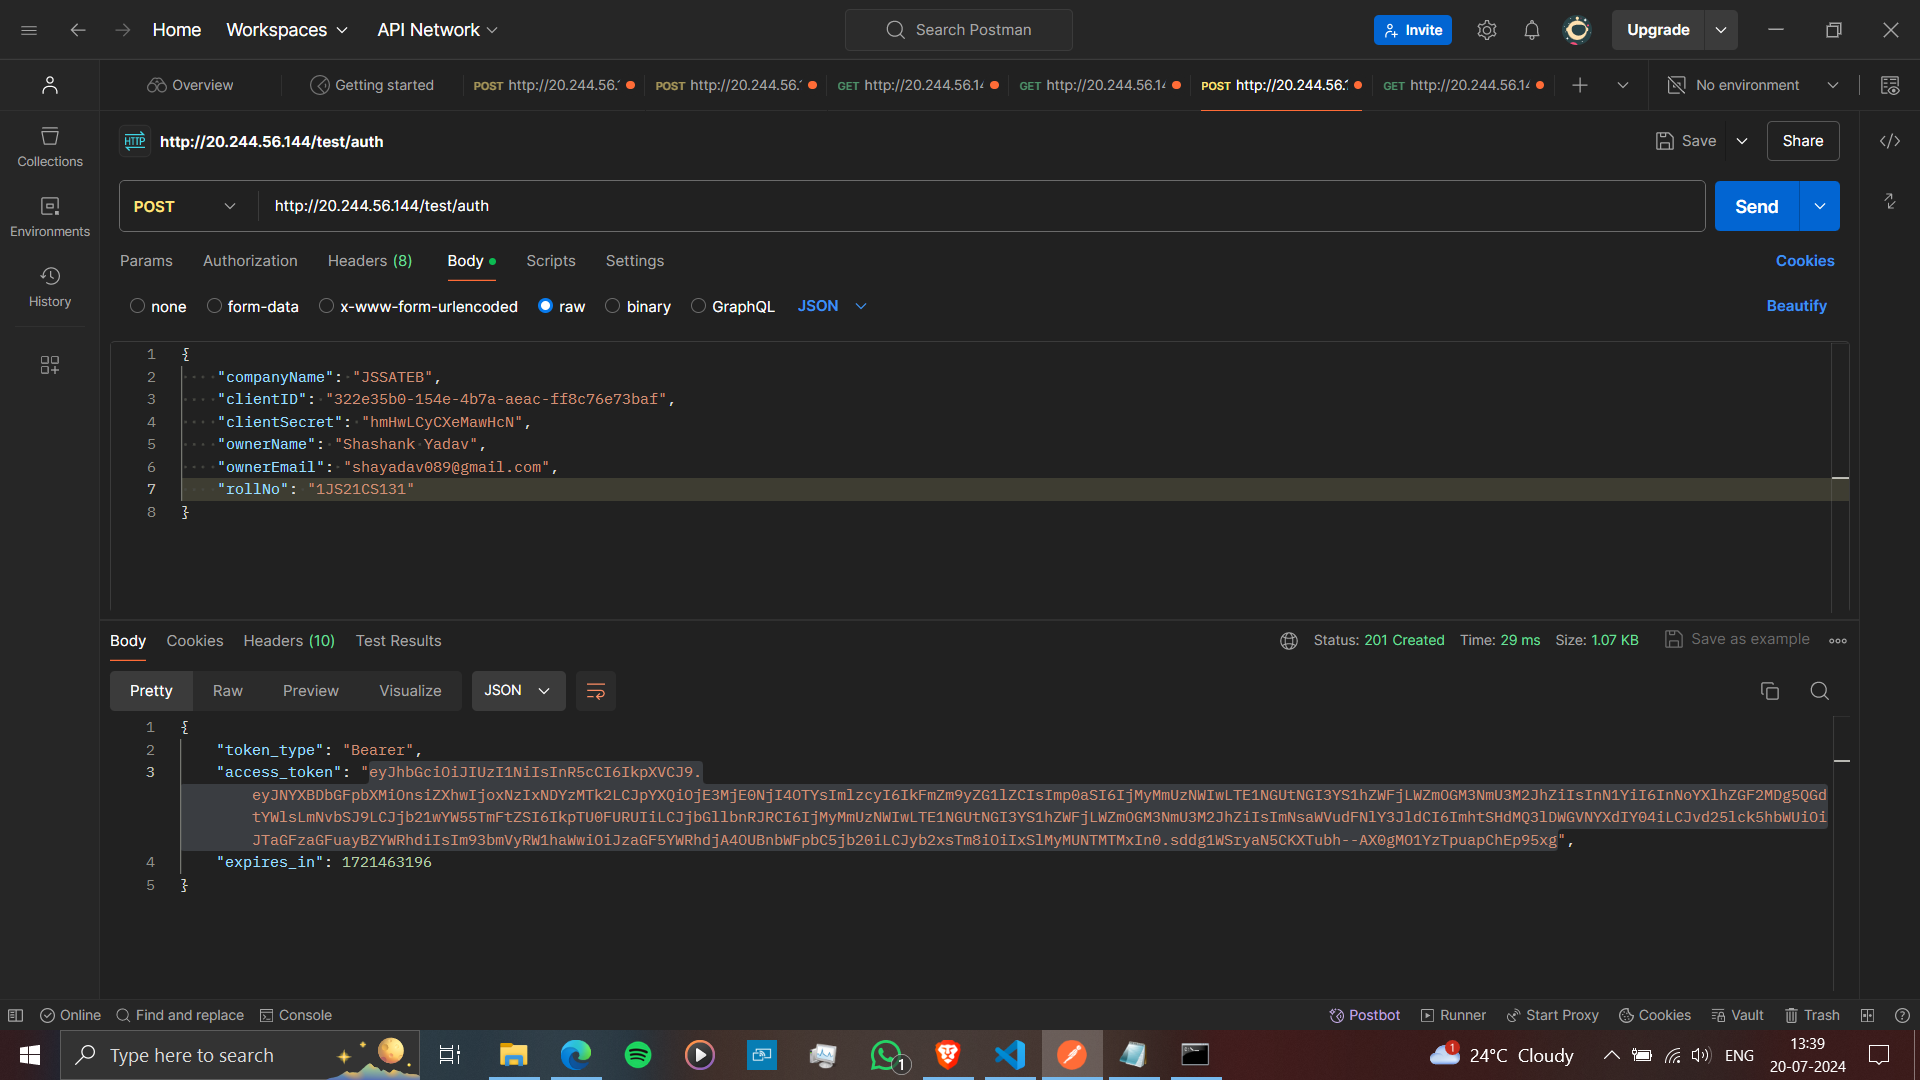 Home Workspaces API Network Search Postman Invite Upgrade
Overview Getting started POST http://20.244.56. POST http://20.244.56. GET http://20.244.56.14 GET http://20.244.56.14 POST http://20.244.56. GET http://20.244.56.14 No environment
HTTP http://20.244.56.144/test/auth Save Share
Collections
Environments
History
POST http://20.244.56.144/test/auth Send
Params Authorization Headers (8) Body Scripts Settings Cookies
none form-data x-www-form-urlencoded raw binary GraphQL JSON Beautify
1 {
2 "companyName": "JSSATEB",
3 "clientID": "322e35b0-154e-4b7a-aeac-ff8c76e73baf",
4 "clientSecret": "hmHwLCyCXeMawHcN",
5 "ownerName": "Shashank Yadav",
6 "ownerEmail": "shayadav089@gmail.com",
7 "rollNo": "1JS21CS131"
8 }
Body Cookies Headers (10) Test Results Status: 201 Created Time: 29 ms Size: 1.07 KB Save as example
Pretty Raw Preview Visualize JSON
1 {
2 "token_type": "Bearer",
3 "access_token": "eyJhbGciOiJIUzI1NiIsInR5cCI6IkpXVCJ9.
4 "expires_in": 1721463196
5 }
Online Find and replace Console Postbot Runner Start Proxy Cookies Vault Trash
Type here to search 1 1 24°C Cloudy ENG 13:39
20-07-2024